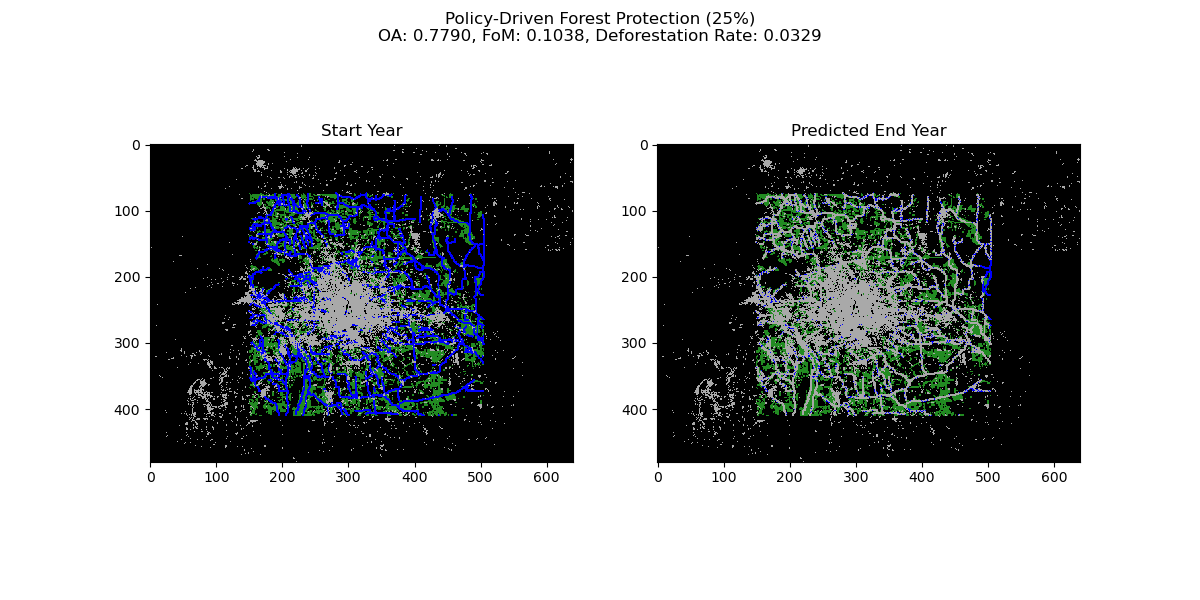 Policy-Driven Forest Protection (25%)
OA: 0.7790, FoM: 0.1038, Deforestation Rate: 0.0329
Start Year
Predicted End Year
0
100
200
300
400
0 100 200 300 400 500 600
0
100
200
300
400
0 100 200 300 400 500 600